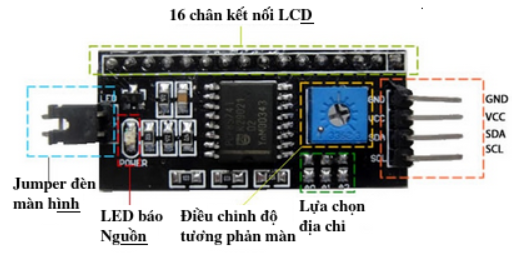 16 chân kết nối LCD
LED
GND
VCC
SDA
SCL
GND
VCC
SDA
SCL
POWER
Jumper đèn
màn hình
LED báo
Nguồn
Điều chỉnh độ
tương phản màn
Lựa chọn
địa chỉ